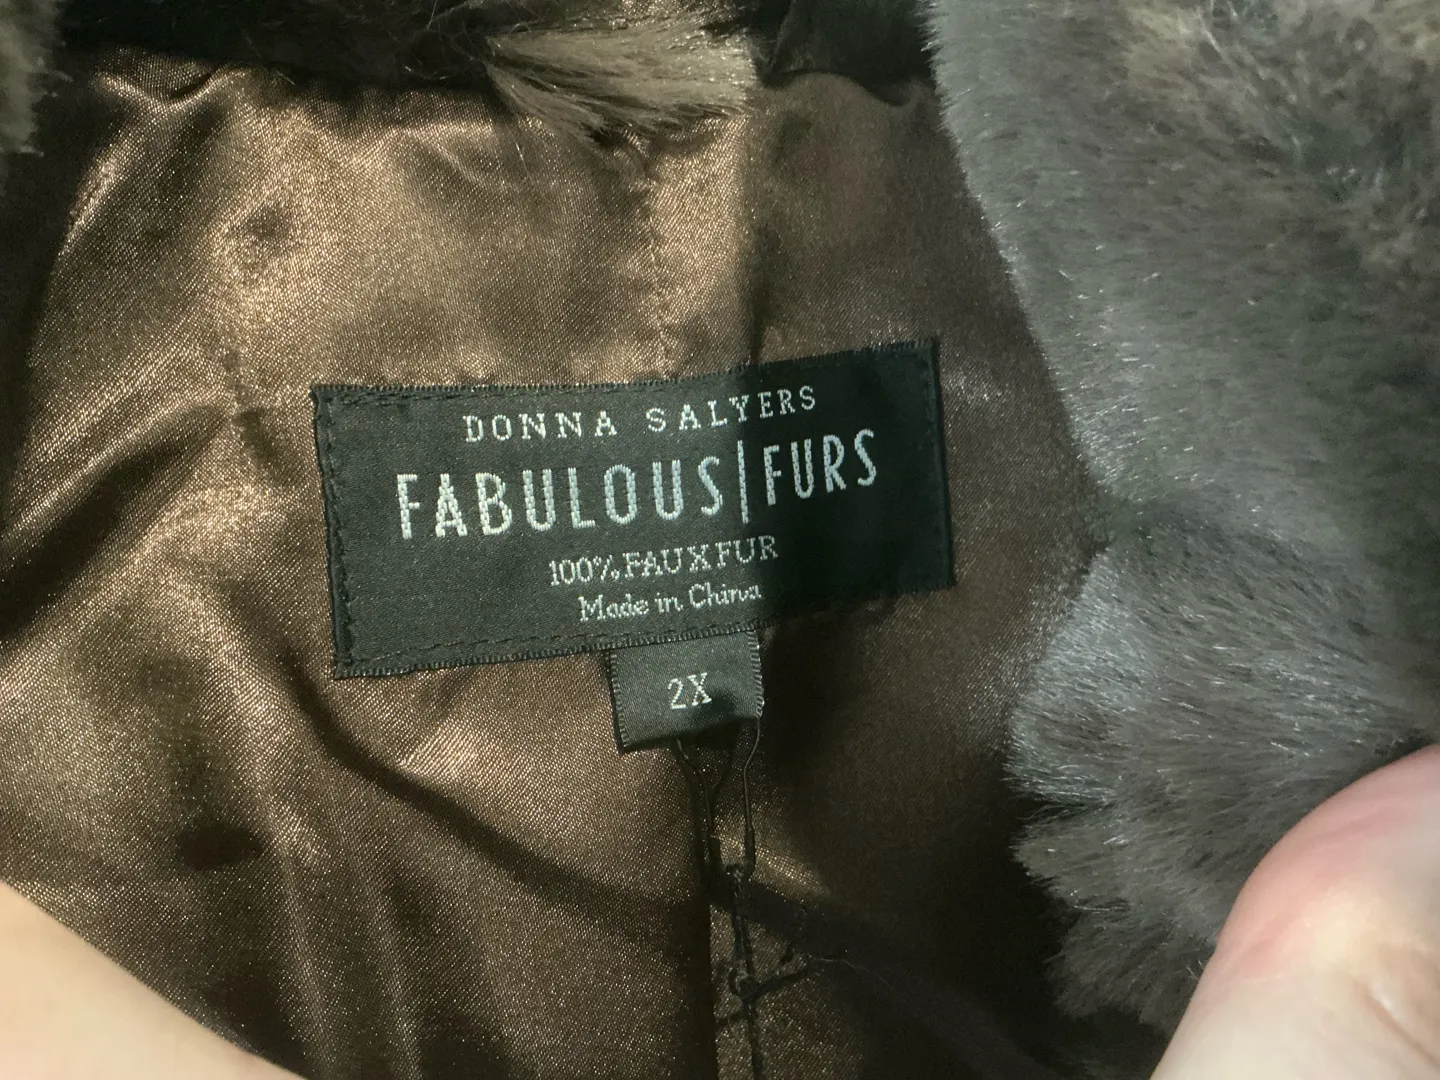 DONNA SALYERS
FABULOUS|FURS
100% FAUX FUR
Made in China
2X